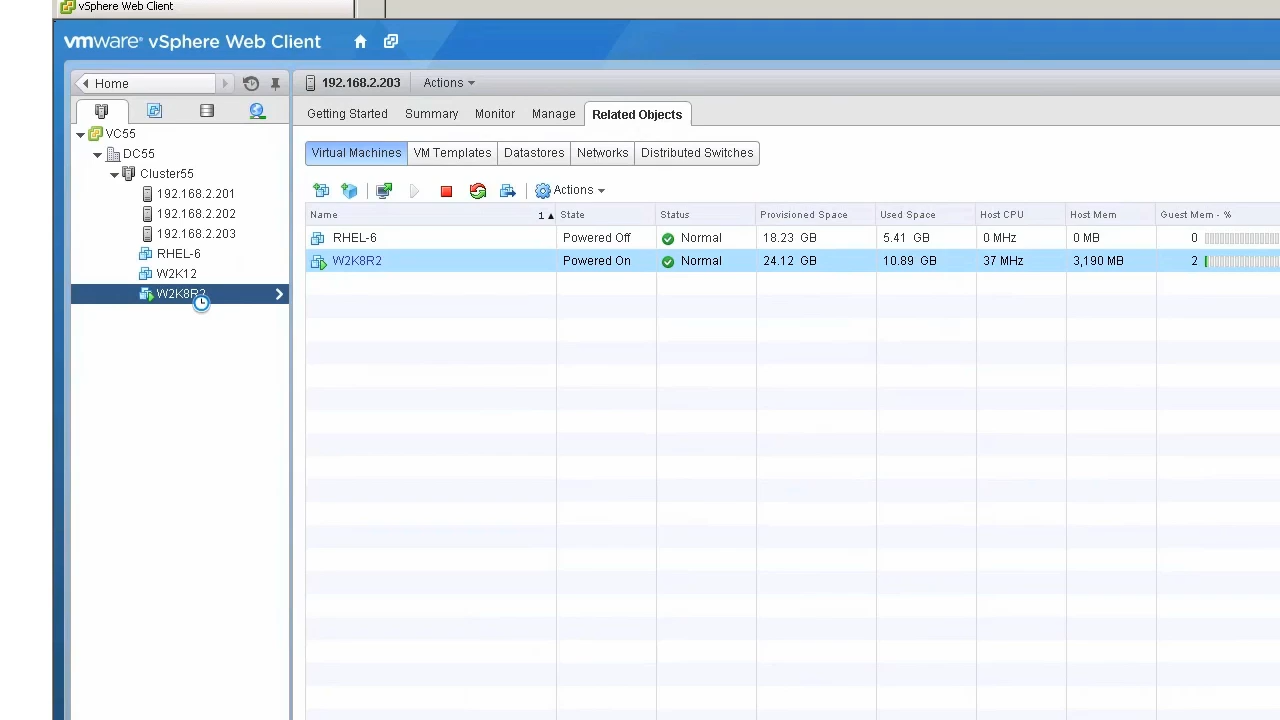 vSphere Web Client
vmware® vSphere Web Client
Home
192.168.2.203 Actions
Getting Started Summary Monitor Manage Related Objects
VC55
DC55
Cluster55
192.168.2.201
192.168.2.202
192.168.2.203
RHEL-6
W2K12
W2K8R2
Virtual Machines VM Templates Datastores Networks Distributed Switches
Actions
Name 1 State Status Provisioned Space Used Space Host CPU Host Mem Guest Mem - %
RHEL-6 Powered Off Normal 18.23 GB 5.41 GB 0 MHz 0 MB 0
W2K8R2 Powered On Normal 24.12 GB 10.89 GB 37 MHz 3,190 MB 2